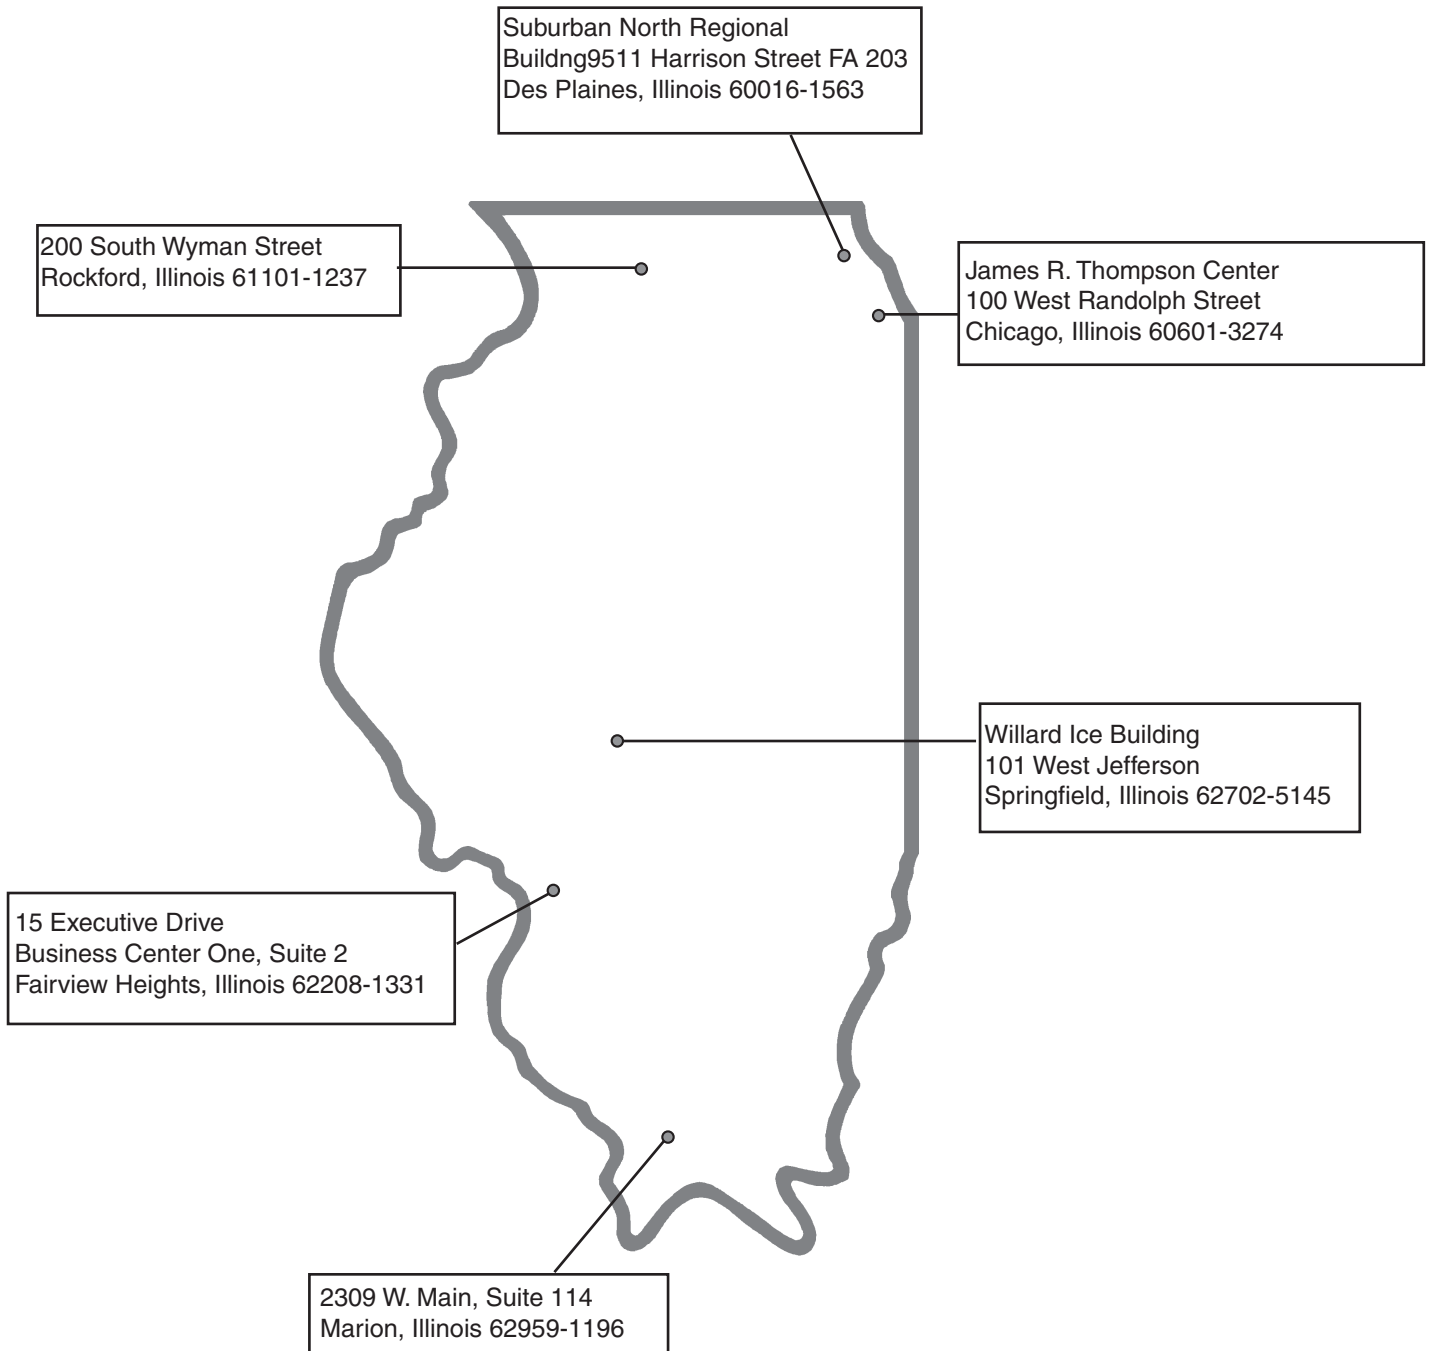 Suburban North Regional
Buildng9511 Harrison Street FA 203
Des Plaines, Illinois 60016-1563
200 South Wyman Street
Rockford, Illinois 61101-1237
James R. Thompson Center
100 West Randolph Street
Chicago, Illinois 60601-3274
Willard Ice Building
101 West Jefferson
Springfield, Illinois 62702-5145
15 Executive Drive
Business Center One, Suite 2
Fairview Heights, Illinois 62208-1331
2309 W. Main, Suite 114
Marion, Illinois 62959-1196